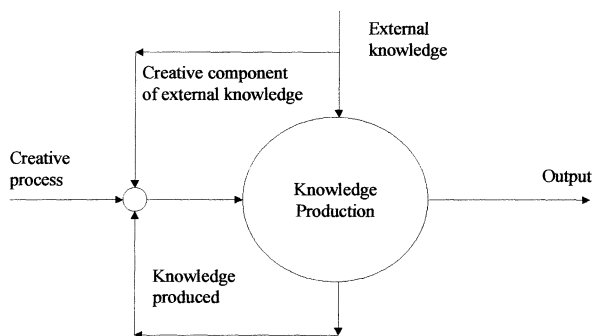 External
knowledge
Creative component
of external knowledge
Creative
process
Knowledge
Production
Output
Knowledge
produced